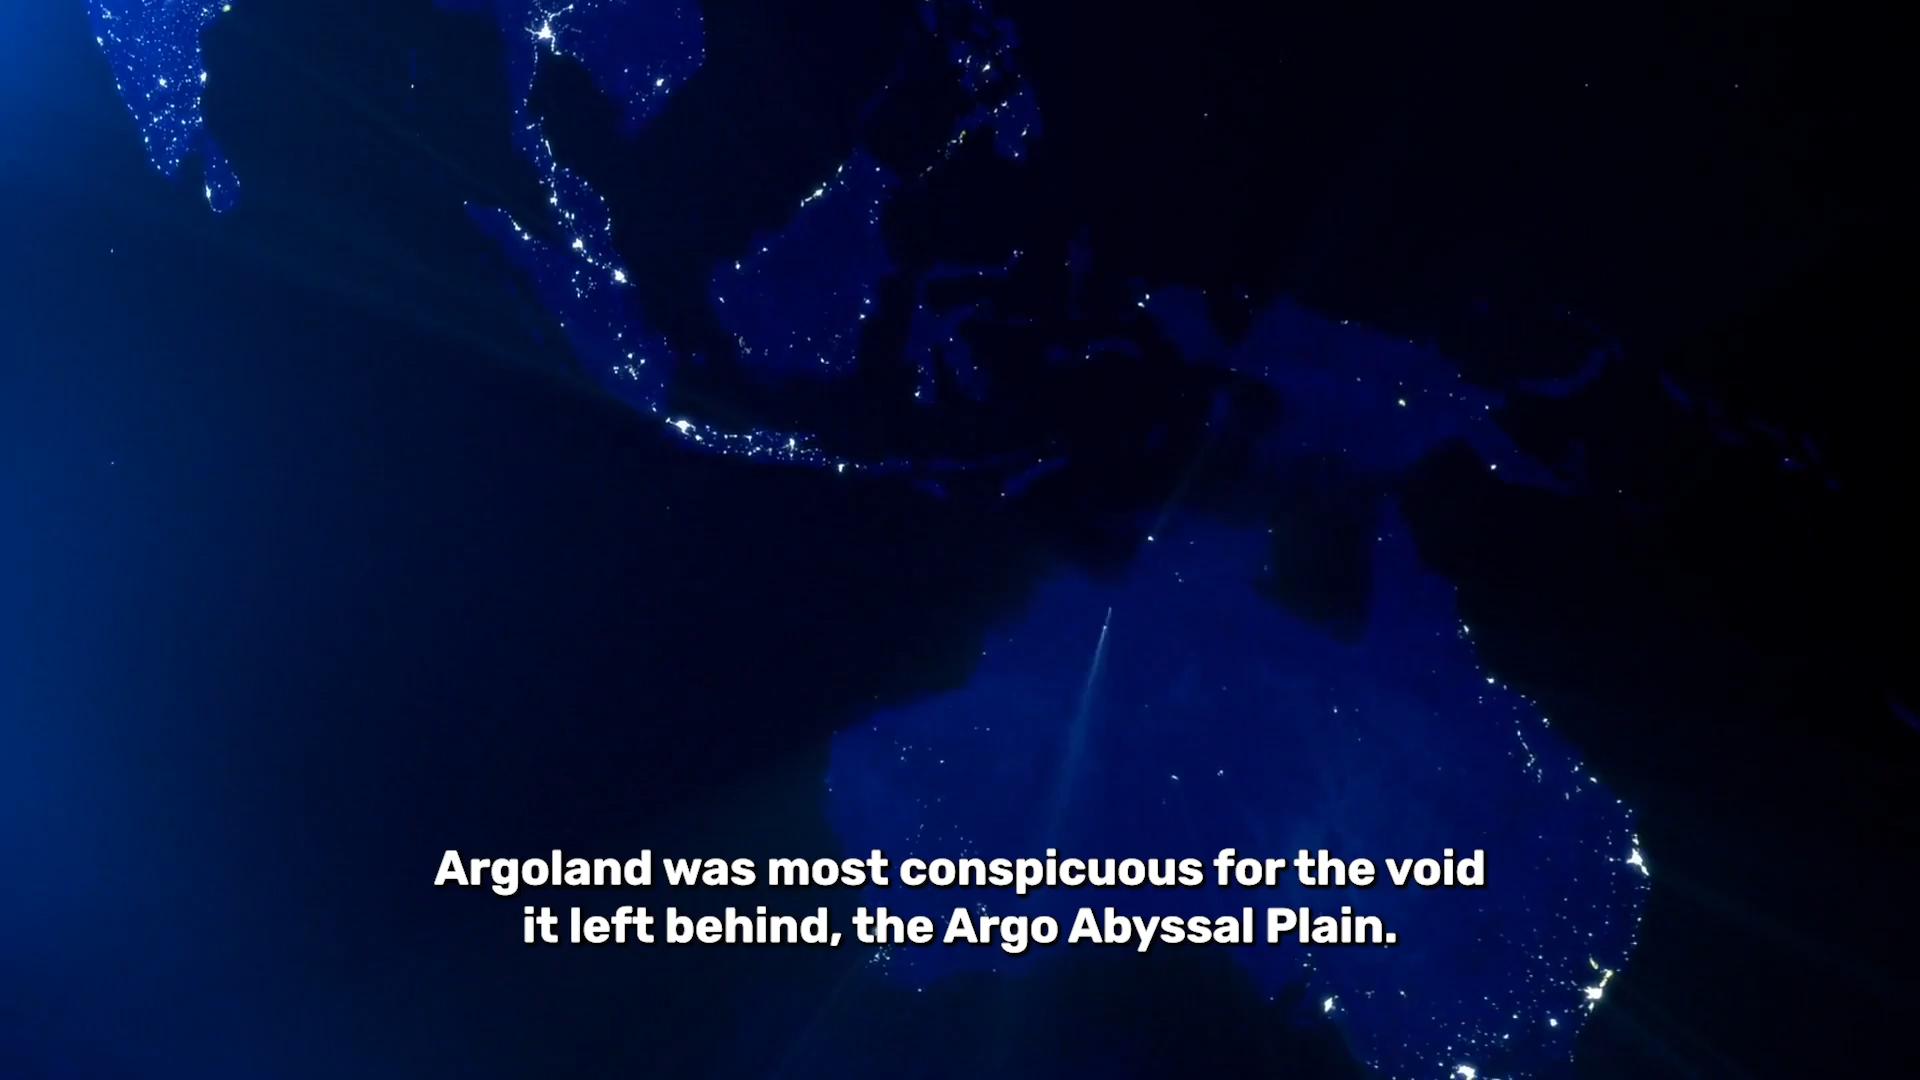 Argoland was most conspicuous for the void
it left behind, the Argo Abyssal Plain.